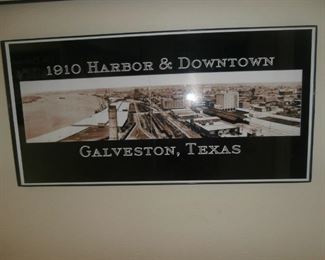 1910 Harbor & Downtown
Galveston, Texas